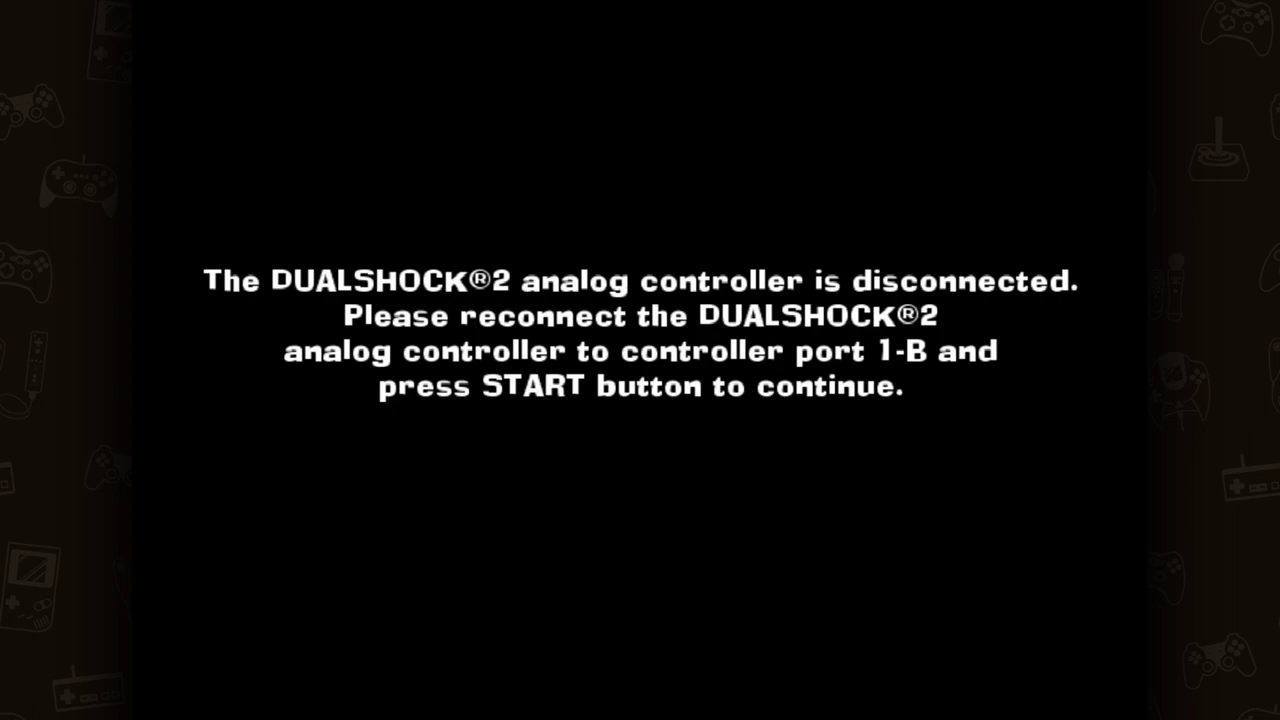 The DUALSHOCK®2 analog controller is disconnected.
Please reconnect the DUALSHOCK®2
analog controller to controller port 1-B and
press START button to continue.